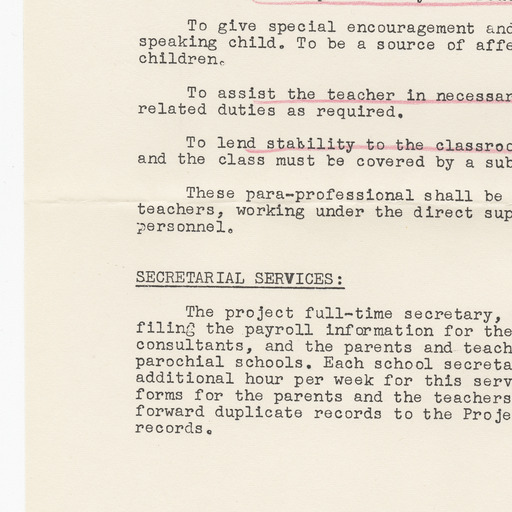 To give special encouragement and
speaking child. To be a source of affe
children.
To assist the teacher in necessar
related duties as required.
To lend stability to the classroo
and the class must be covered by a sub
These para-professional shall be
teachers, working under the direct sup
personnel.
SECRETARIAL SERVICES:
The project full-time secretary,
filing the payroll information for the
consultants, and the parents and teach
parochial schools. Each school secreta
additional hour per week for this serv
forms for the parents and the teachers
forward duplicate records to the Proje
records.